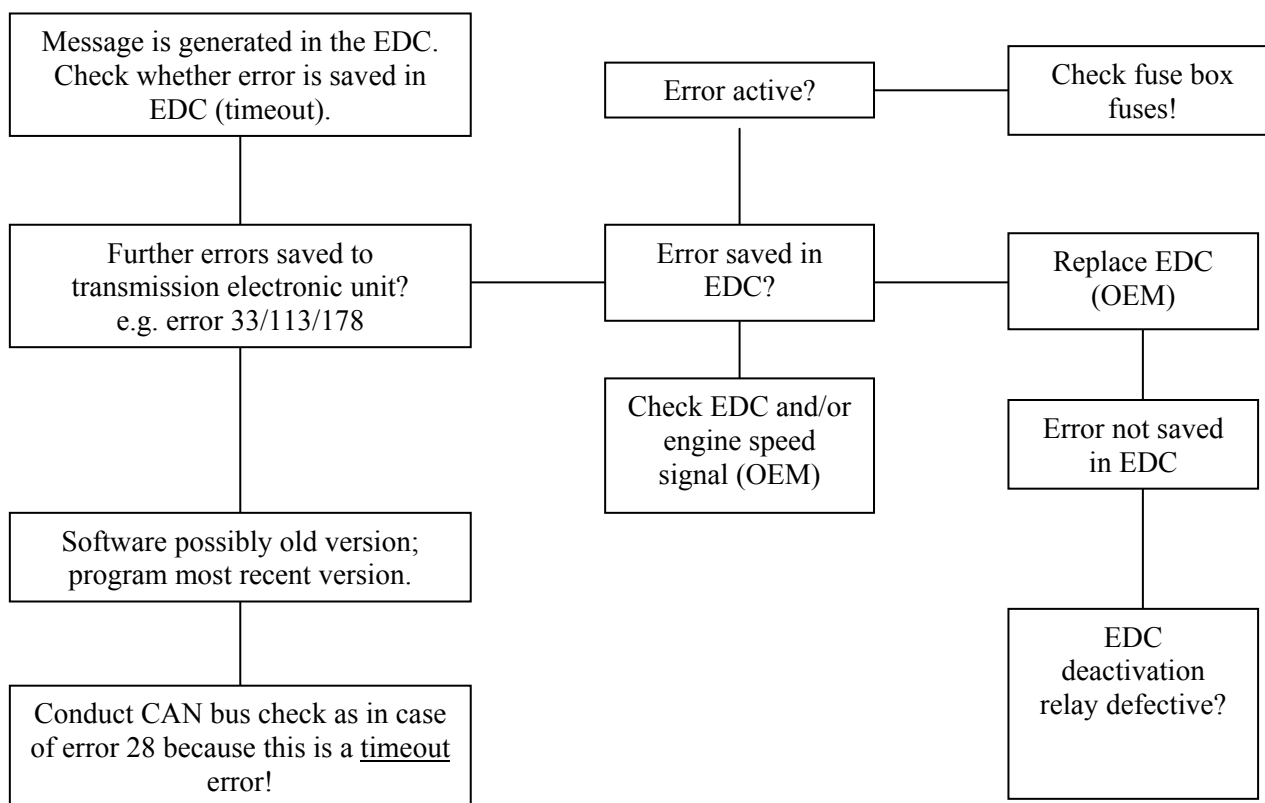 Message is generated in the EDC.
Check whether error is saved in
EDC (timeout).
Error active?
Check fuse box
fuses!
Further errors saved to
transmission electronic unit?
e.g. error 33/113/178
Error saved in
EDC?
Replace EDC
(OEM)
Check EDC and/or
engine speed
signal (OEM)
Error not saved
in EDC
Software possibly old version;
program most recent version.
EDC
deactivation
relay defective?
Conduct CAN bus check as in case
of error 28 because this is a timeout
error!